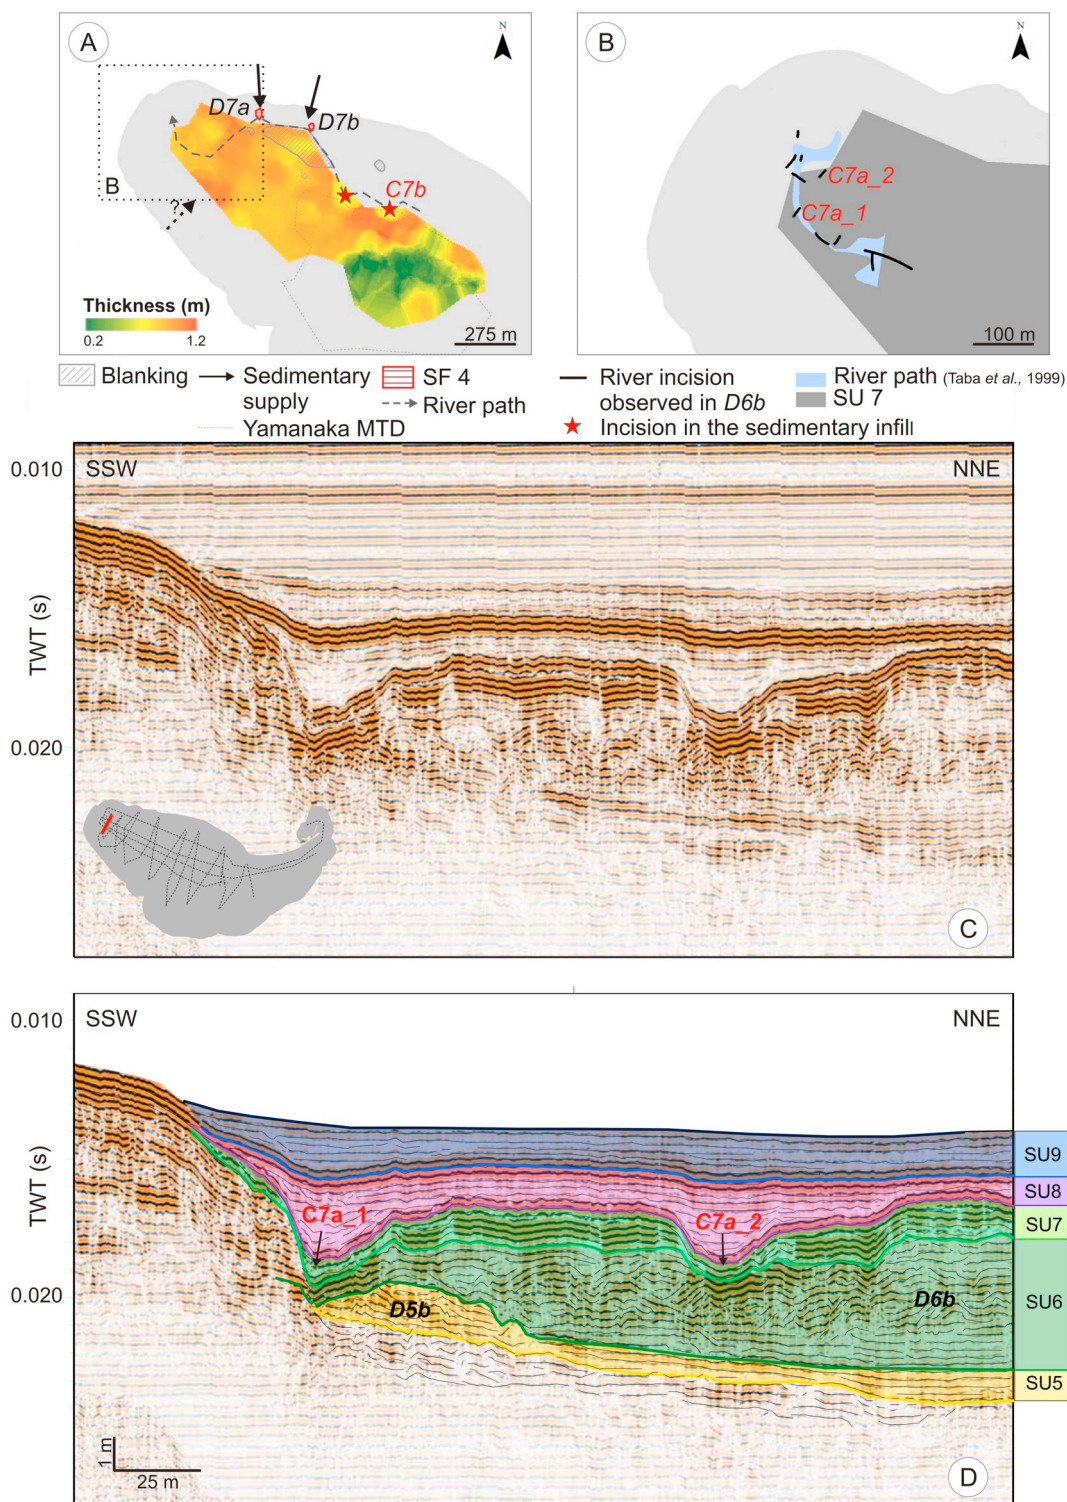 A
N
D7a
D7b
C7b
B
?
Thickness (m)
0.2
1.2
275 m
B
N
C7a_2
C7a_1
100 m
Blanking
Sedimentary
supply
SF 4
River path
Yamanaka MTD
River incision
observed in D6b
River path (Taba et al., 1999)
SU 7
Incision in the sedimentary infill
0.010
SSW
NNE
TWT (s)
0.020
C
0.010
SSW
NNE
TWT (s)
SU9
SU8
C7a_1
C7a_2
SU7
0.020
D5b
D6b
SU6
SU5
1 m
25 m
D